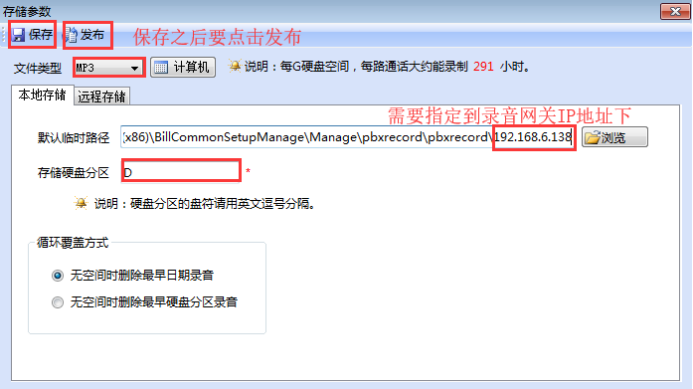 存储参数
保存 发布 保存之后要点击发布
文件类型 MP3 计算机 说明：每G硬盘空间，每路通话大约能录制 291 小时。
本地存储 远程存储
需要指定到录音网关IP地址下
默认临时路径 (x86)\BillCommonSetupManage\Manage\pbxrecord\pbxrecord\192.168.6.138 浏览
存储硬盘分区 D *
说明：硬盘分区的盘符请用英文逗号分隔。
循环覆盖方式
无空间时删除最早日期录音
无空间时删除最早硬盘分区录音